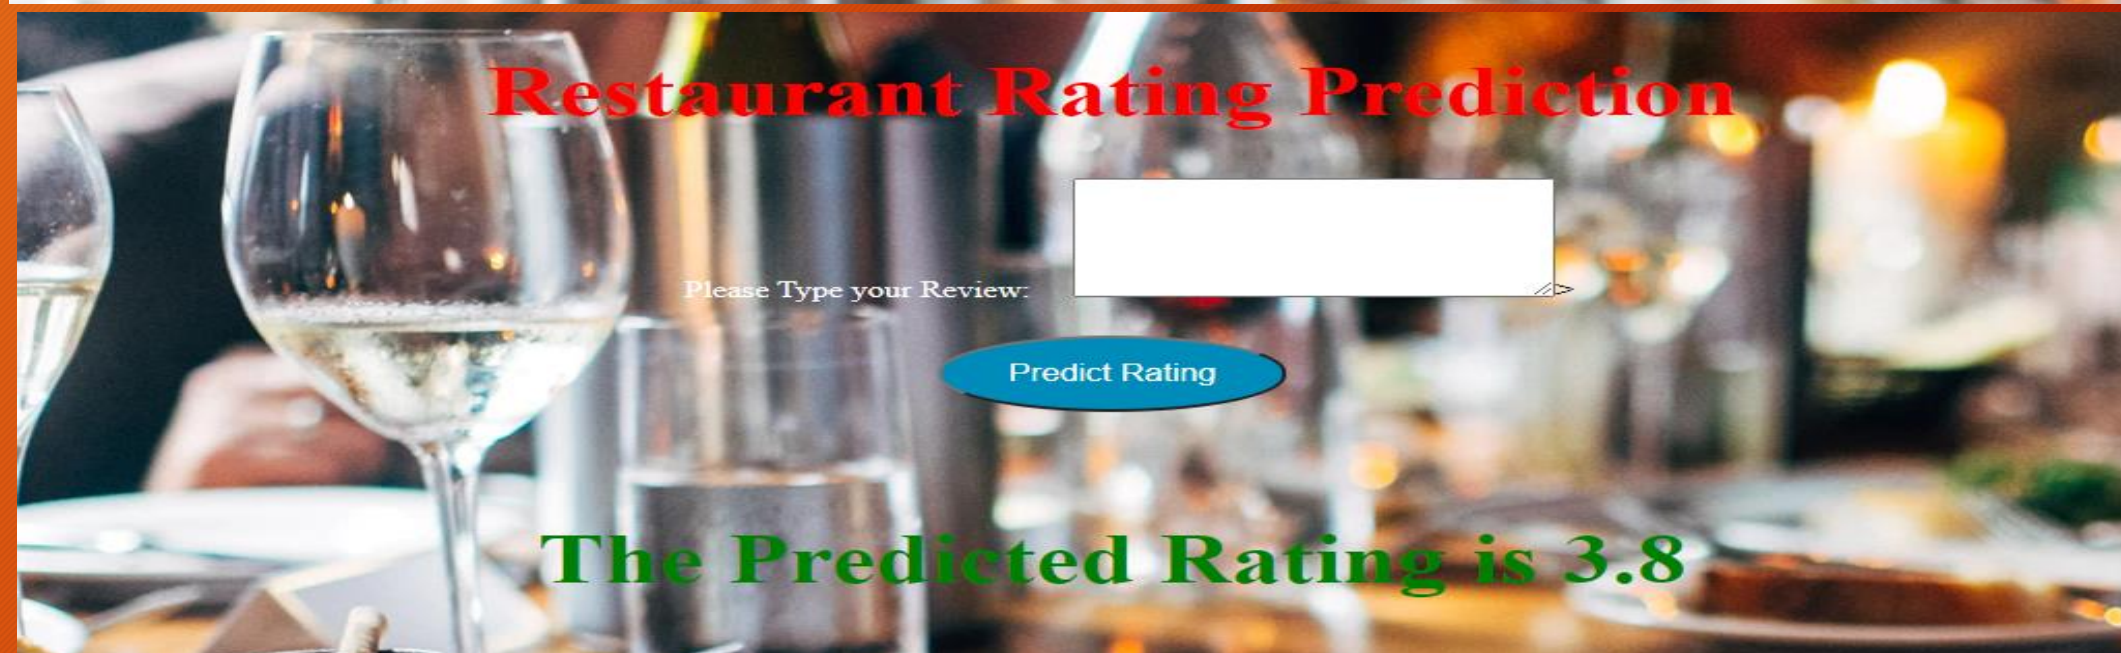 Restaurant Rating Prediction
Please Type your Review:
Predict Rating
The Predicted Rating is 3.8